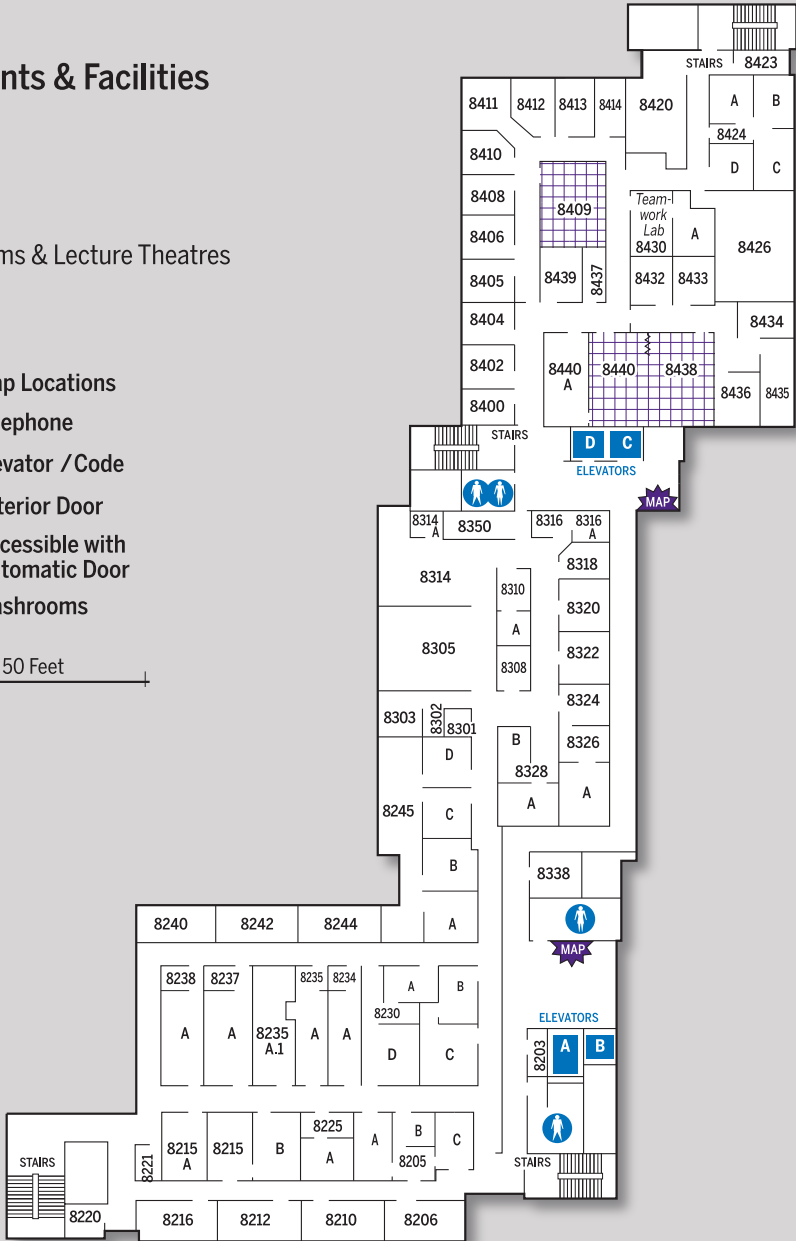 nts & Facilities
ms & Lecture Theatres
ap Locations
ephone
evator / Code
terior Door
ccessible with
tomatic Door
ashrooms
50 Feet
STAIRS
8423
8411
8412
8413
8414
8420
A
B
8424
D
C
8410
8408
8409
Team-
work
Lab
8430
A
8426
8406
8405
8439
8437
8432
8433
8404
8434
8402
8440
A
8440
8438
8436
8435
8400
STAIRS
D
C
ELEVATORS
MAP
8314
A
8350
8316
8316
A
8318
8314
8310
8320
A
8305
8308
8322
8324
8303
8302
8301
8326
D
B
8328
A
A
8245
C
B
8338
A
8240
8242
8244
MAP
8238
8237
8235
8234
A
B
8230
A
A
8235
A.1
A
A
D
C
ELEVATORS
8203
A
B
8221
8215
A
8215
B
8225
A
A
B
8205
C
STAIRS
STAIRS
8220
8216
8212
8210
8206